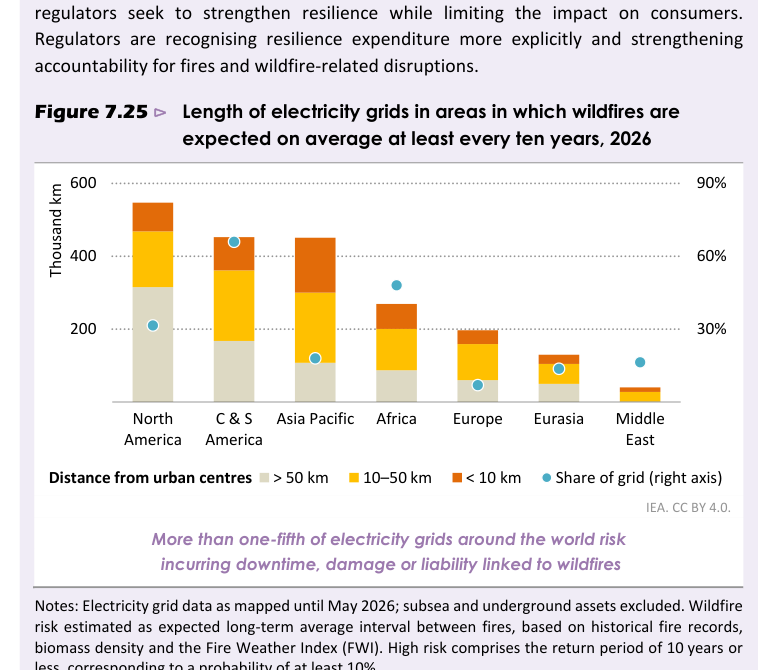 regulators seek to strengthen resilience while limiting the impact on consumers.
Regulators are recognising resilience expenditure more explicitly and strengthening
accountability for fires and wildfire-related disruptions.
Figure 7.25 ⊳ Length of electricity grids in areas in which wildfires are
expected on average at least every ten years, 2026
Thousand km
600
400
200
90%
60%
30%
North
America
C & S
America
Asia Pacific
Africa
Europe
Eurasia
Middle
East
Distance from urban centres > 50 km 10–50 km < 10 km Share of grid (right axis)
IEA. CC BY 4.0.
More than one-fifth of electricity grids around the world risk
incurring downtime, damage or liability linked to wildfires
Notes: Electricity grid data as mapped until May 2026; subsea and underground assets excluded. Wildfire
risk estimated as expected long-term average interval between fires, based on historical fire records,
biomass density and the Fire Weather Index (FWI). High risk comprises the return period of 10 years or
less, corresponding to a probability of at least 10%.